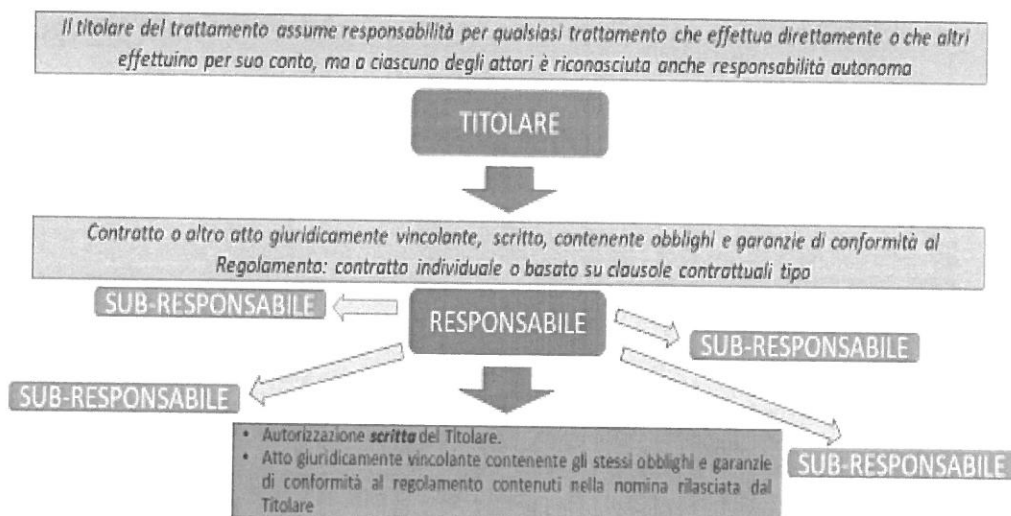 Il titolare del trattamento assume responsabilità per qualsiasi trattamento che effettua direttamente o che altri
effettuino per suo conto, ma a ciascuno degli attori è riconosciuta anche responsabilità autonoma
TITOLARE
Contratto o altro atto giuridicamente vincolante, scritto, contenente obblighi e garanzie di conformità al
Regolamento: contratto individuale o basato su clausole contrattuali tipo
SUB-RESPONSABILE
RESPONSABILE
SUB-RESPONSABILE
SUB-RESPONSABILE
• Autorizzazione scritta del Titolare.
• Atto giuridicamente vincolante contenente gli stessi obblighi e garanzie
di conformità al regolamento contenuti nella nomina rilasciata dal
Titolare
SUB-RESPONSABILE